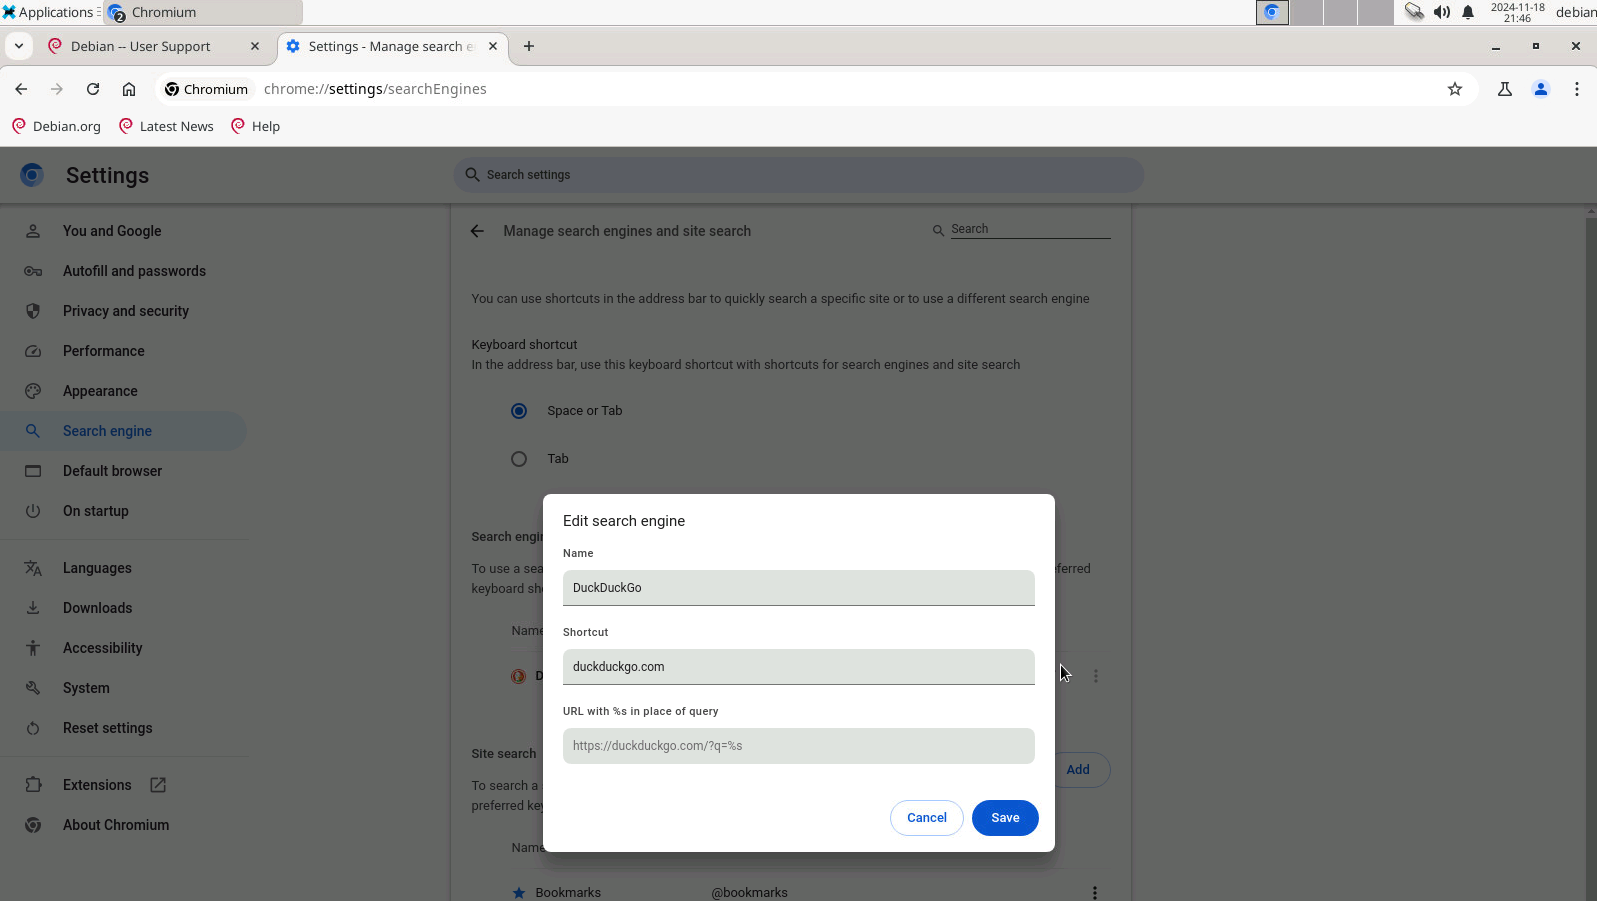 Applications
2
Chromium
2024-11-18
21:46
debian
Debian -- User Support
Settings - Manage search e
Chromium
chrome://settings/searchEngines
Debian.org
Latest News
Help
Settings
Search settings
You and Google
Autofill and passwords
Privacy and security
Performance
Appearance
Search engine
Default browser
On startup
Languages
Downloads
Accessibility
System
Reset settings
Extensions
About Chromium
Manage search engines and site search
Search
You can use shortcuts in the address bar to quickly search a specific site or to use a different search engine
Keyboard shortcut
In the address bar, use this keyboard shortcut with shortcuts for search engines and site search
Space or Tab
Tab
Search engin
To use a sea
ferred
keyboard sh
Name
D
Site search
Add
To search a
preferred key
Name
Bookmarks
@bookmarks
Edit search engine
Name
DuckDuckGo
Shortcut
duckduckgo.com
URL with %s in place of query
https://duckduckgo.com/?q=%s
Cancel
Save